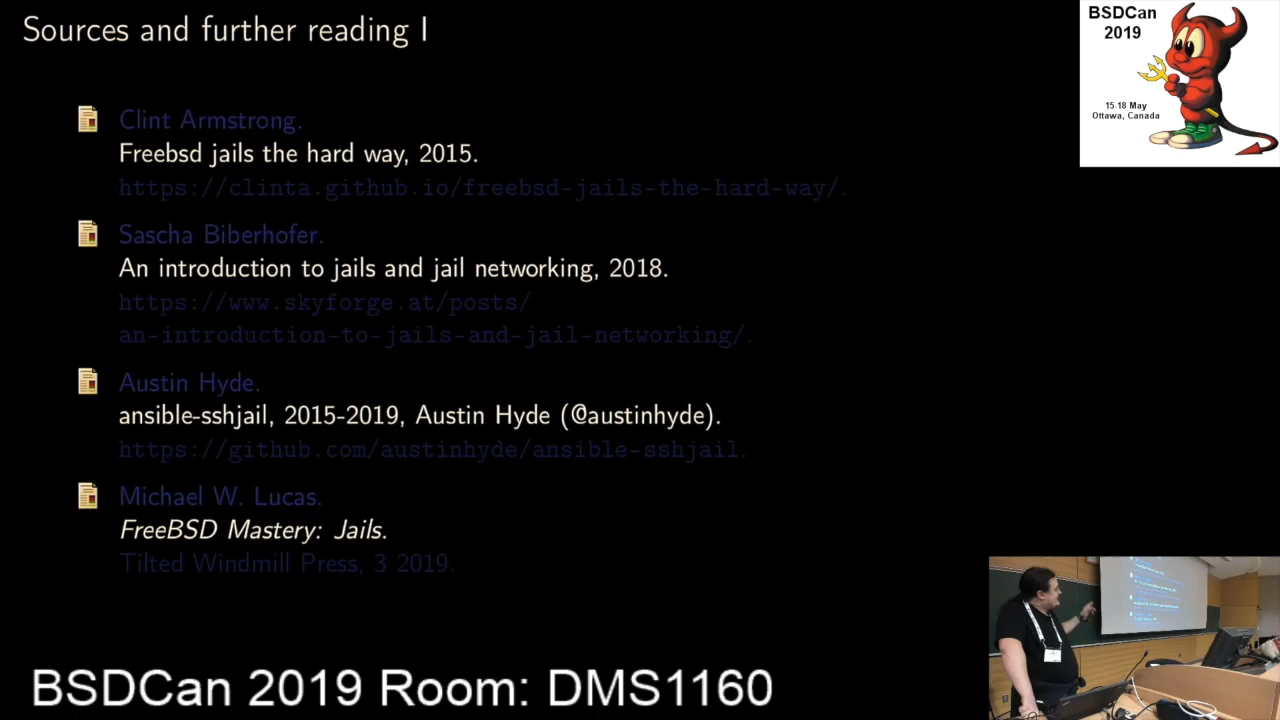 Sources and further reading I
BSDCan
2019
15-18 May
Ottawa, Canada
Clint Armstrong.
Freebsd jails the hard way, 2015.
https://clinta.github.io/freebsd-jails-the-hard-way/.
Sascha Biberhofer.
An introduction to jails and jail networking, 2018.
https://www.skyforge.at/posts/
an-introduction-to-jails-and-jail-networking/.
Austin Hyde.
ansible-sshjail, 2015-2019, Austin Hyde (@austinhyde).
https://github.com/austinhyde/ansible-sshjail.
Michael W. Lucas.
FreeBSD Mastery: Jails.
Tilted Windmill Press, 3 2019.
BSDCan 2019 Room: DMS1160